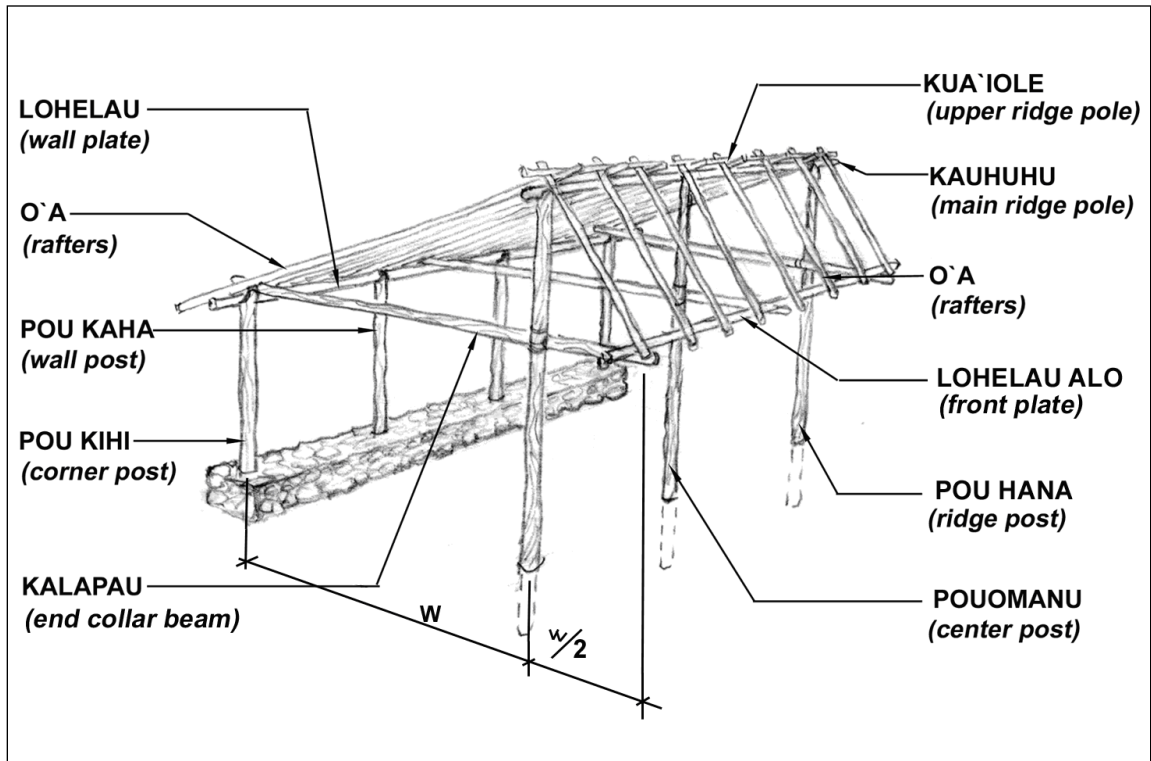 LOHELAU
(wall plate)
O`A
(rafters)
POU KAHA
(wall post)
POU KIHI
(corner post)
KALAPAU
(end collar beam)
KUA`IOLE
(upper ridge pole)
KAUHUHU
(main ridge pole)
O`A
(rafters)
LOHELAU ALO
(front plate)
POU HANA
(ridge post)
POUOMANU
(center post)
W
W/2